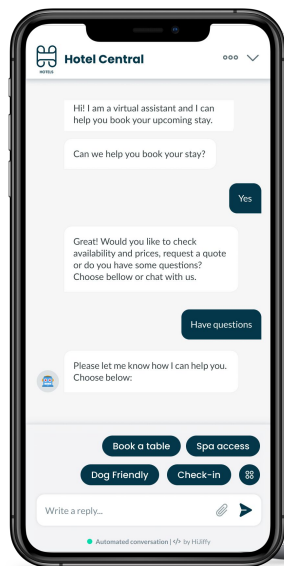 HOTELS
Hotel Central
Hi! I am a virtual assistant and I can
help you book your upcoming stay.
Can we help you book your stay?
Yes
Great! Would you like to check
availability and prices, request a quote
or do you have some questions?
Choose bellow or chat with us.
Have questions
Please let me know how I can help you.
Choose below:
Book a table
Spa access
Dog Friendly
Check-in
Write a reply...
Automated conversation | </> by HiJiffy